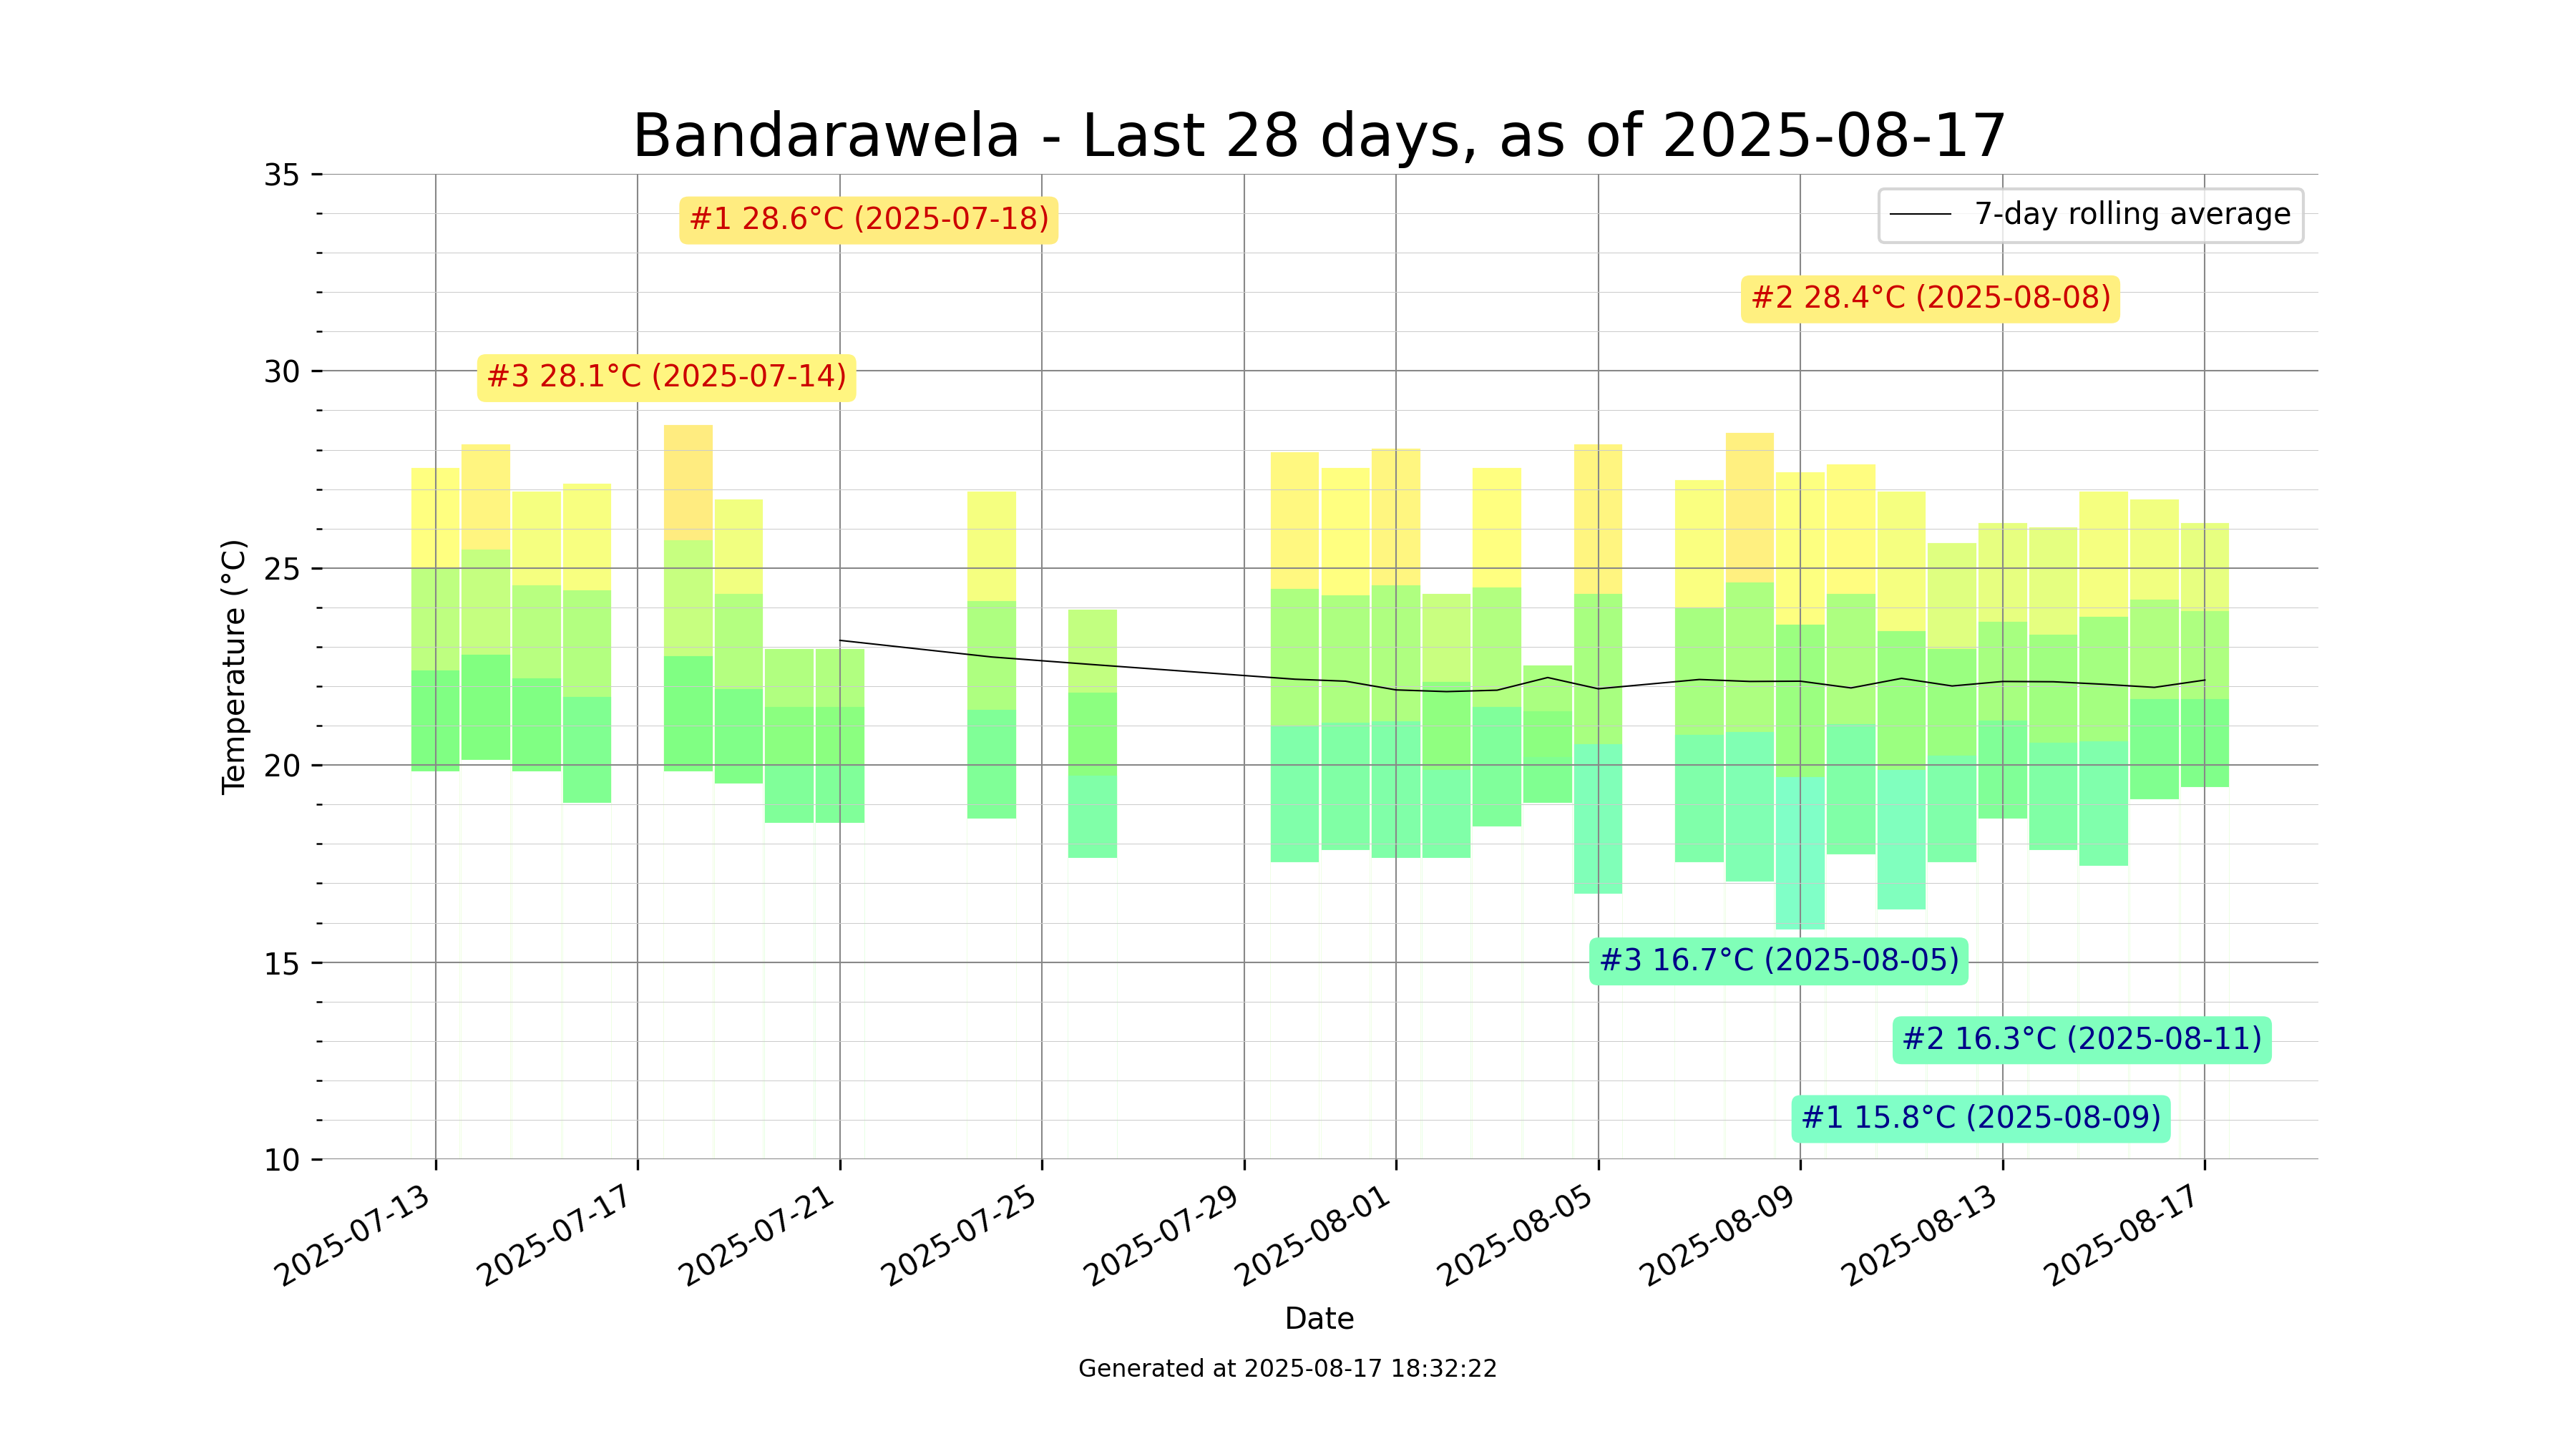 Bandarawela - Last 28 days, as of 2025-08-17
35
30
25
20
15
10
Temperature (°C)
7-day rolling average
#1 28.6°C (2025-07-18)
#2 28.4°C (2025-08-08)
#3 28.1°C (2025-07-14)
#3 16.7°C (2025-08-05)
#2 16.3°C (2025-08-11)
#1 15.8°C (2025-08-09)
2025-07-13
2025-07-17
2025-07-21
2025-07-25
2025-07-29
2025-08-01
2025-08-05
2025-08-09
2025-08-13
2025-08-17
Date
Generated at 2025-08-17 18:32:22